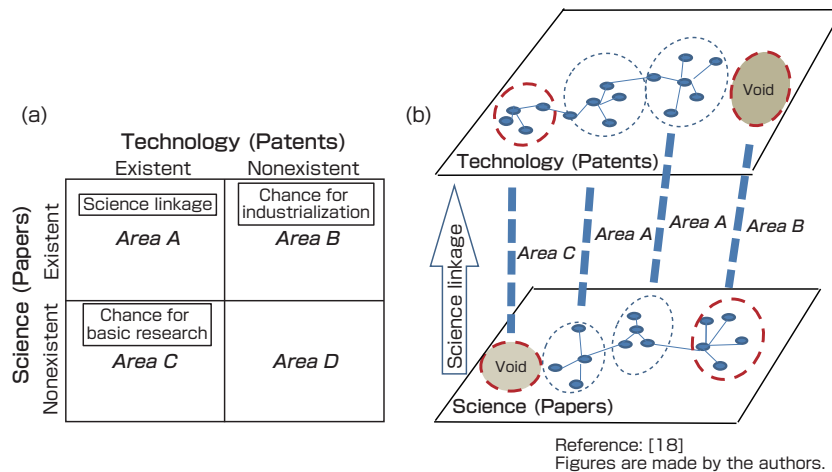 (a)
Technology (Patents)
Existent
Nonexistent
Science (Papers)
Existent
Nonexistent
Science linkage
Area A
Chance for
industrialization
Area B
Chance for
basic research
Area C
Area D
(b)
Void
Technology (Patents)
Science linkage
Area C
Area A
Area A
Area B
Void
Science (Papers)
Reference: [18]
Figures are made by the authors.